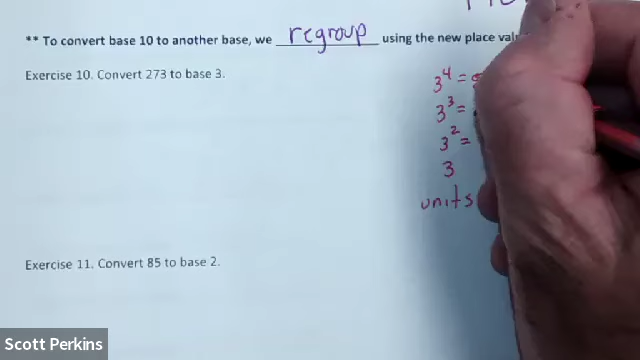 ** To convert base 10 to another base, we regroup using the new place
Exercise 10. Convert 273 to base 3.
3⁴ =
3³ =
3² =
3
units
Exercise 11. Convert 85 to base 2.
Scott Perkins